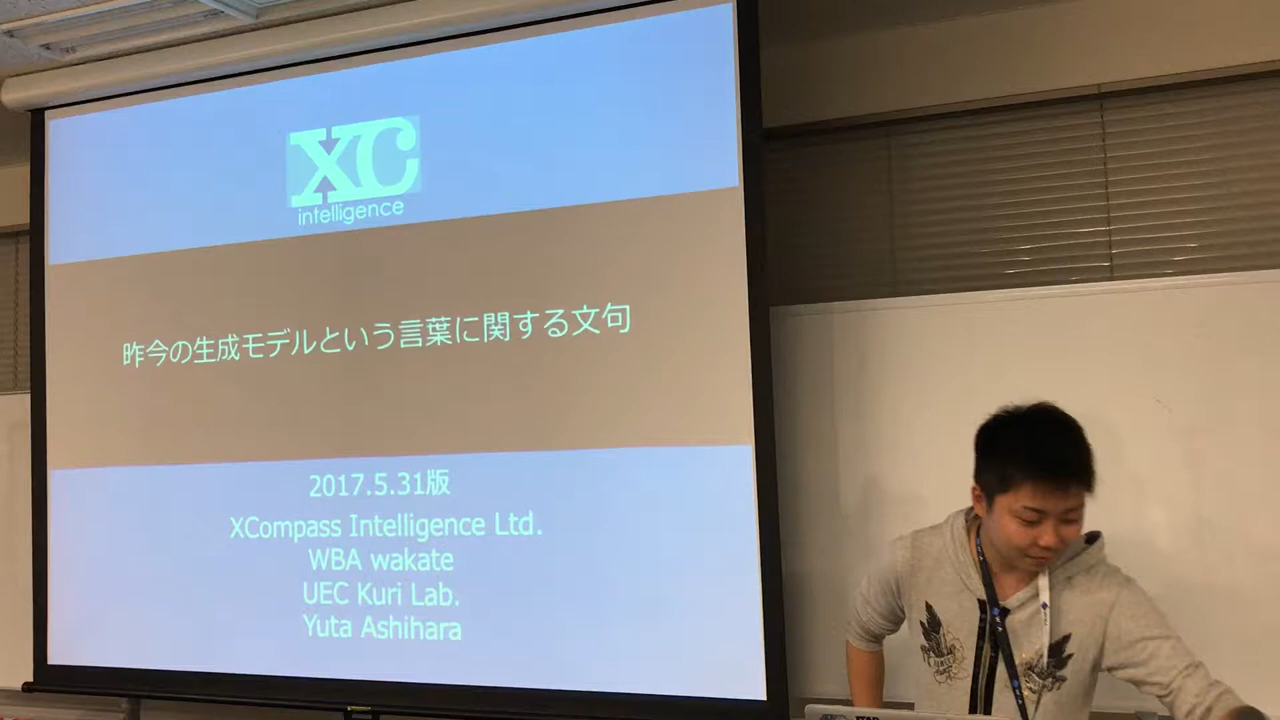 XC
intelligence
昨今の生成モデルという言葉に関する文句
2017.5.31版
XCompass Intelligence Ltd.
WBA wakate
UEC Kuri Lab.
Yuta Ashihara